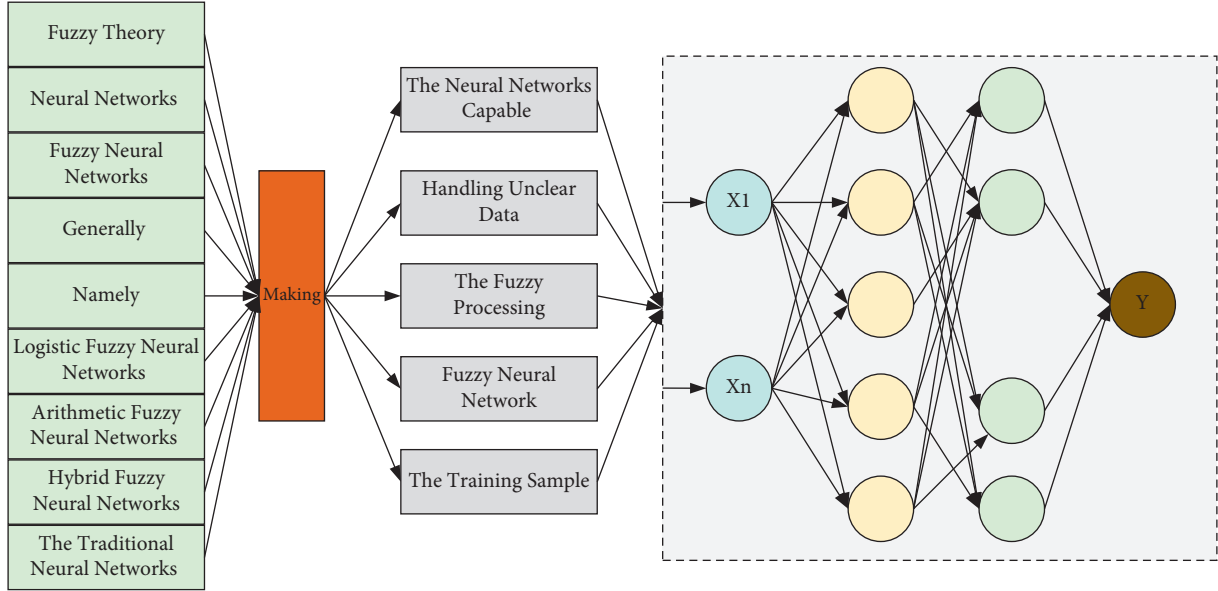 Fuzzy Theory
Neural Networks
Fuzzy Neural
Networks
Generally
Namely
Logistic Fuzzy Neural
Networks
Arithmetic Fuzzy
Neural Networks
Hybrid Fuzzy
Neural Networks
The Traditional
Neural Networks
Making
The Neural Networks
Capable
Handling Unclear
Data
The Fuzzy
Processing
Fuzzy Neural
Network
The Training Sample
X1
Xn
Y